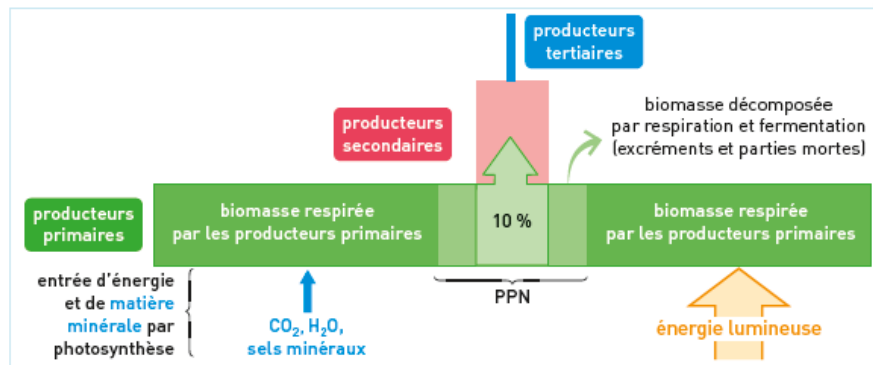 producteurs
tertiaires
producteurs
secondaires
biomasse décomposée
par respiration et fermentation
(excréments et parties mortes)
producteurs
primaires
biomasse respirée
par les producteurs primaires
10 %
biomasse respirée
par les producteurs primaires
entrée d'énergie
et de matière
minérale par
photosynthèse
CO₂, H₂O,
sels minéraux
PPN
énergie lumineuse